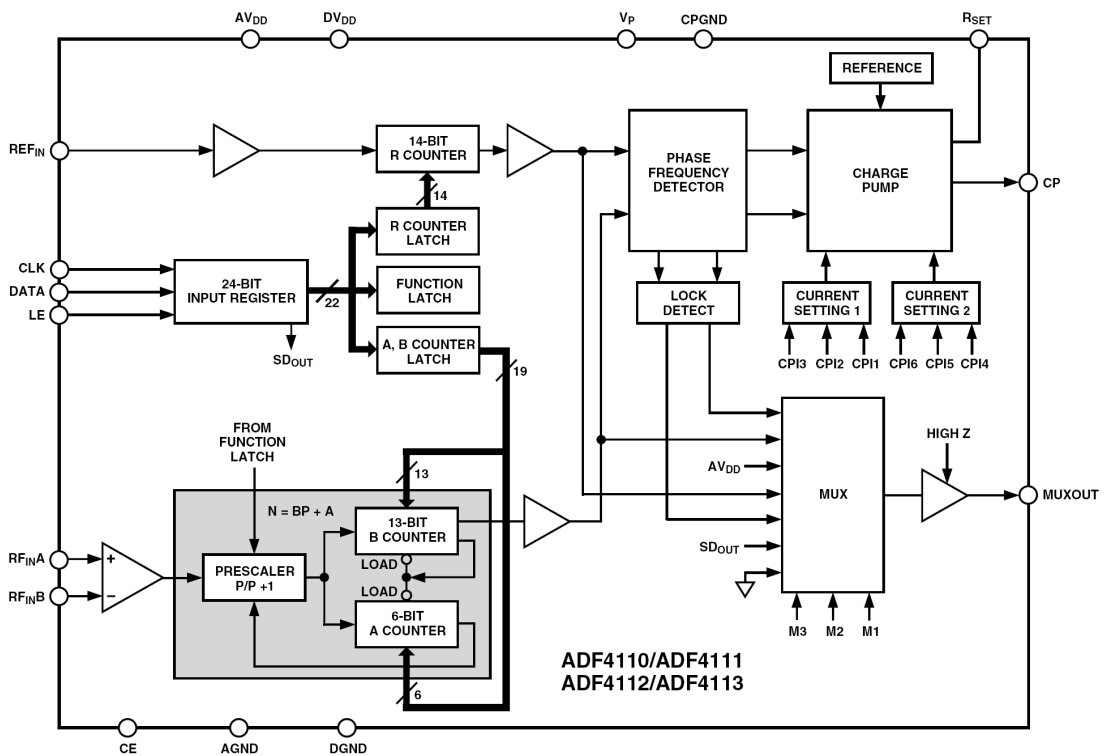 AVDD
DVDD
VP
CPGND
RSET
REFERENCE
REFIN
14-BIT
R COUNTER
PHASE
FREQUENCY
DETECTOR
CHARGE
PUMP
CP
14
R COUNTER
LATCH
CLK
DATA
LE
24-BIT
INPUT REGISTER
22
FUNCTION
LATCH
LOCK
DETECT
CURRENT
SETTING 1
CURRENT
SETTING 2
SDOUT
A, B COUNTER
LATCH
19
CPI3
CPI2
CPI1
CPI6
CPI5
CPI4
FROM
FUNCTION
LATCH
13
HIGH Z
AVDD
MUX
MUXOUT
N = BP + A
13-BIT
B COUNTER
RFINA
RFINB
+
–
PRESCALER
P/P +1
LOAD
LOAD
SDOUT
6-BIT
A COUNTER
M3
M2
M1
6
ADF4110/ADF4111
ADF4112/ADF4113
CE
AGND
DGND